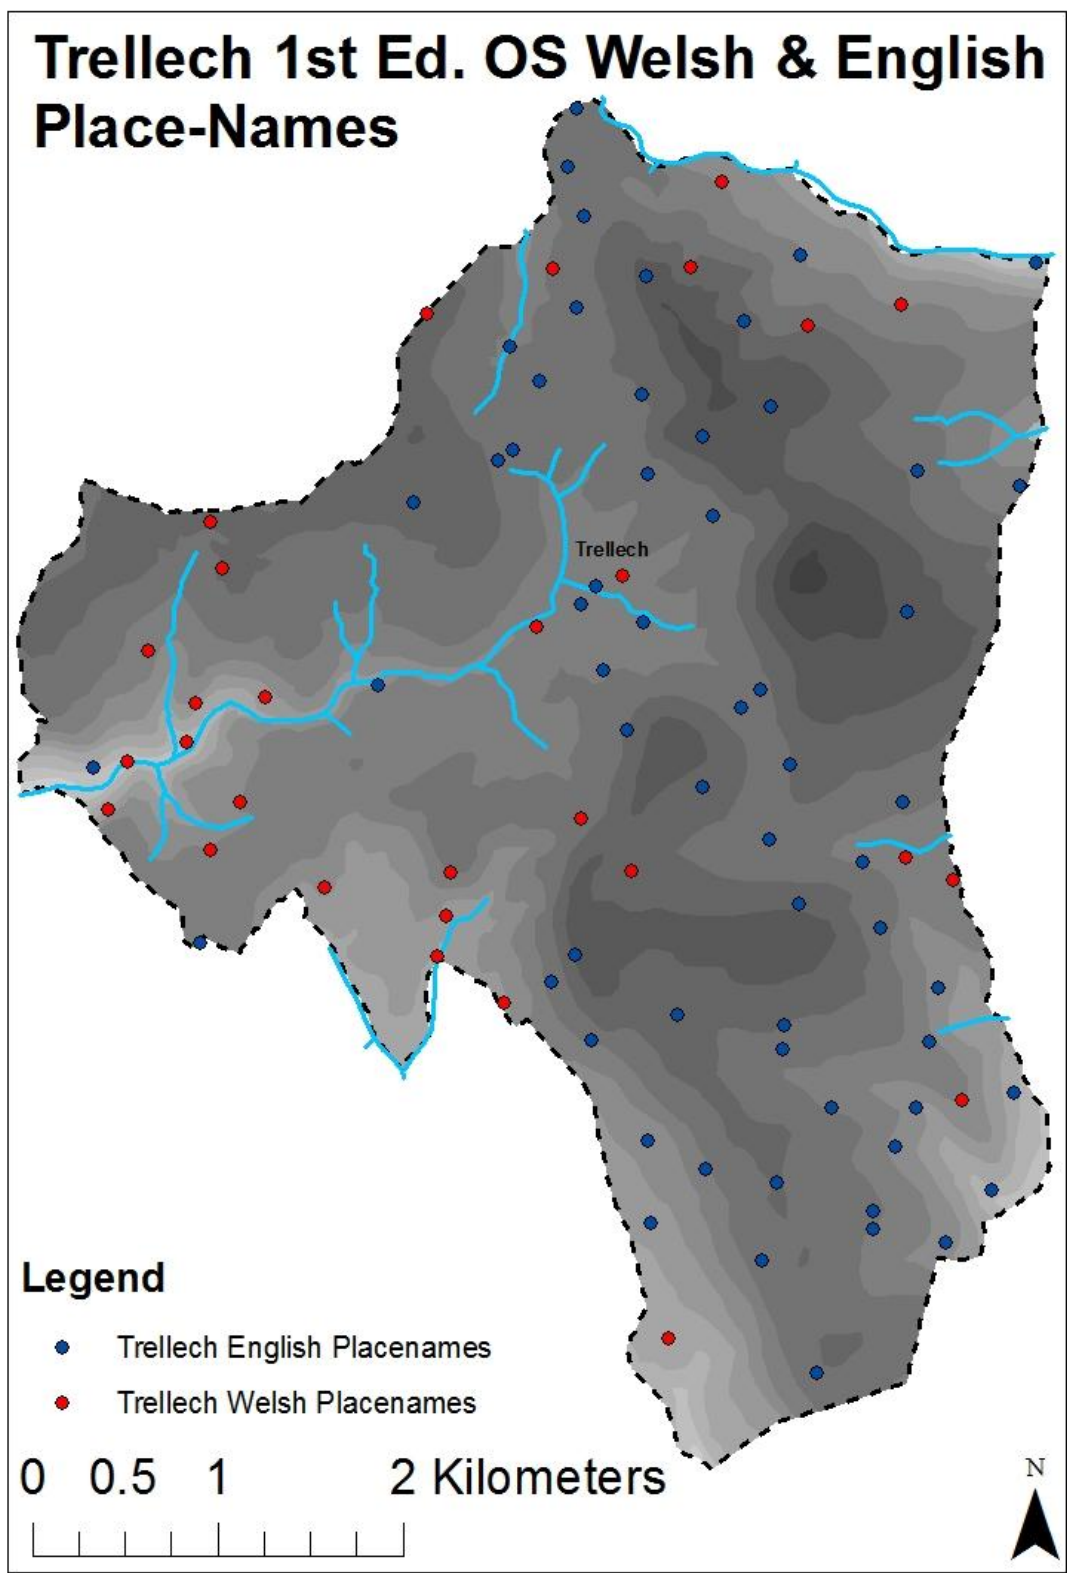 Trellech 1st Ed. OS Welsh & English
Place-Names
Trellech
Legend
Trellech English Placenames
Trellech Welsh Placenames
0 0.5 1 2 Kilometers
N